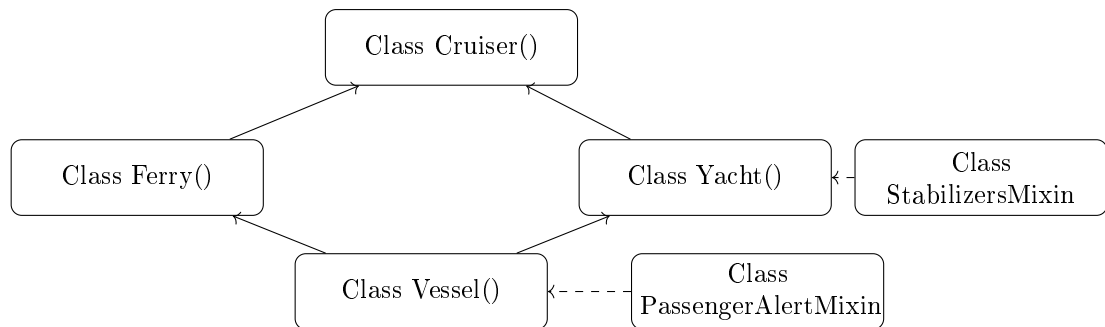 Class Cruiser()
Class Ferry()
Class Yacht()
Class
StabilizersMixin
Class Vessel()
Class
PassengerAlertMixin